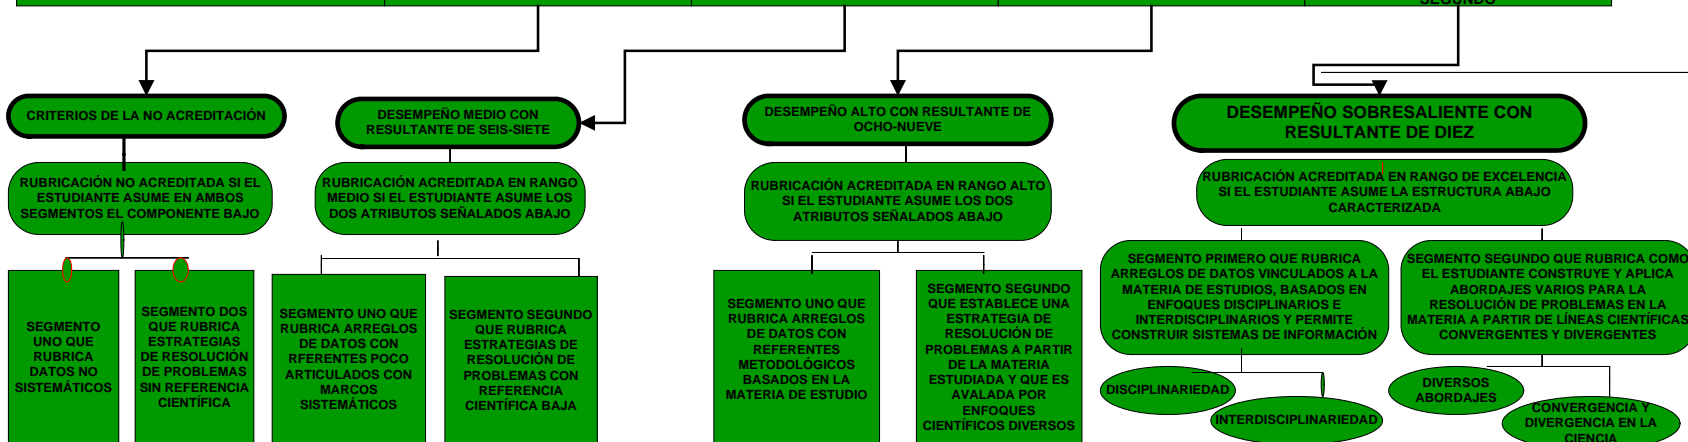 SEGUNDO
CRITERIOS DE LA NO ACREDITACIÓN
RUBRICACIÓN NO ACREDITADA SI EL
ESTUDIANTE ASUME EN AMBOS
SEGMENTOS EL COMPONENTE BAJO
SEGMENTO
UNO QUE
RUBRICA
DATOS NO
SISTEMÁTICOS
SEGMENTO DOS
QUE RUBRICA
ESTRATEGIAS
DE RESOLUCIÓN
DE PROBLEMAS
SIN REFERENCIA
CIENTÍFICA
DESEMPEÑO MEDIO CON
RESULTANTE DE SEIS-SIETE
RUBRICACIÓN ACREDITADA EN RANGO
MEDIO SI EL ESTUDIANTE ASUME LOS
DOS ATRIBUTOS SEÑALADOS ABAJO
SEGMENTO UNO QUE
RUBRICA ARREGLOS
DE DATOS CON
RFERENTES POCO
ARTICULADOS CON
MARCOS
SISTEMÁTICOS
SEGMENTO SEGUNDO
QUE RUBRICA
ESTRATEGIAS DE
RESOLUCIÓN DE
PROBLEMAS CON
REFERENCIA
CIENTÍFICA BAJA
DESEMPEÑO ALTO CON RESULTANTE DE
OCHO-NUEVE
RUBRICACIÓN ACREDITADA EN RANGO ALTO
SI EL ESTUDIANTE ASUME LOS DOS
ATRIBUTOS SEÑALADOS ABAJO
SEGMENTO UNO QUE
RUBRICA ARREGLOS
DE DATOS CON
REFERENTES
METODOLÓGICOS
BASADOS EN LA
MATERIA DE ESTUDIO
SEGMENTO SEGUNDO
QUE ESTABLECE UNA
ESTRATEGIA DE
RESOLUCIÓN DE
PROBLEMAS A PARTIR
DE LA MATERIA
ESTUDIADA Y QUE ES
AVALADA POR
ENFOQUES
CIENTÍFICOS DIVERSOS
DESEMPEÑO SOBRESALIENTE CON
RESULTANTE DE DIEZ
RUBRICACIÓN ACREDITADA EN RANGO DE EXCELENCIA
SI EL ESTUDIANTE ASUME LA ESTRUCTURA ABAJO
CARACTERIZADA
SEGMENTO PRIMERO QUE RUBRICA
ARREGLOS DE DATOS VINCULADOS A LA
MATERIA DE ESTUDIOS, BASADOS EN
ENFOQUES DISCIPLINARIOS E
INTERDISCIPLINARIOS Y PERMITE
CONSTRUIR SISTEMAS DE INFORMACIÓN
DISCIPLINARIEDAD
INTERDISCIPLINARIEDAD
SEGMENTO SEGUNDO QUE RUBRICA COMO
EL ESTUDIANTE CONSTRUYE Y APLICA
ABORDAJES VARIOS PARA LA
RESOLUCIÓN DE PROBLEMAS EN LA
MATERIA A PARTIR DE LÍNEAS CIENTÍFICAS
CONVERGENTES Y DIVERGENTES
DIVERSOS
ABORDAJES
CONVERGENCIA Y
DIVERGENCIA EN LA
CIENCIA